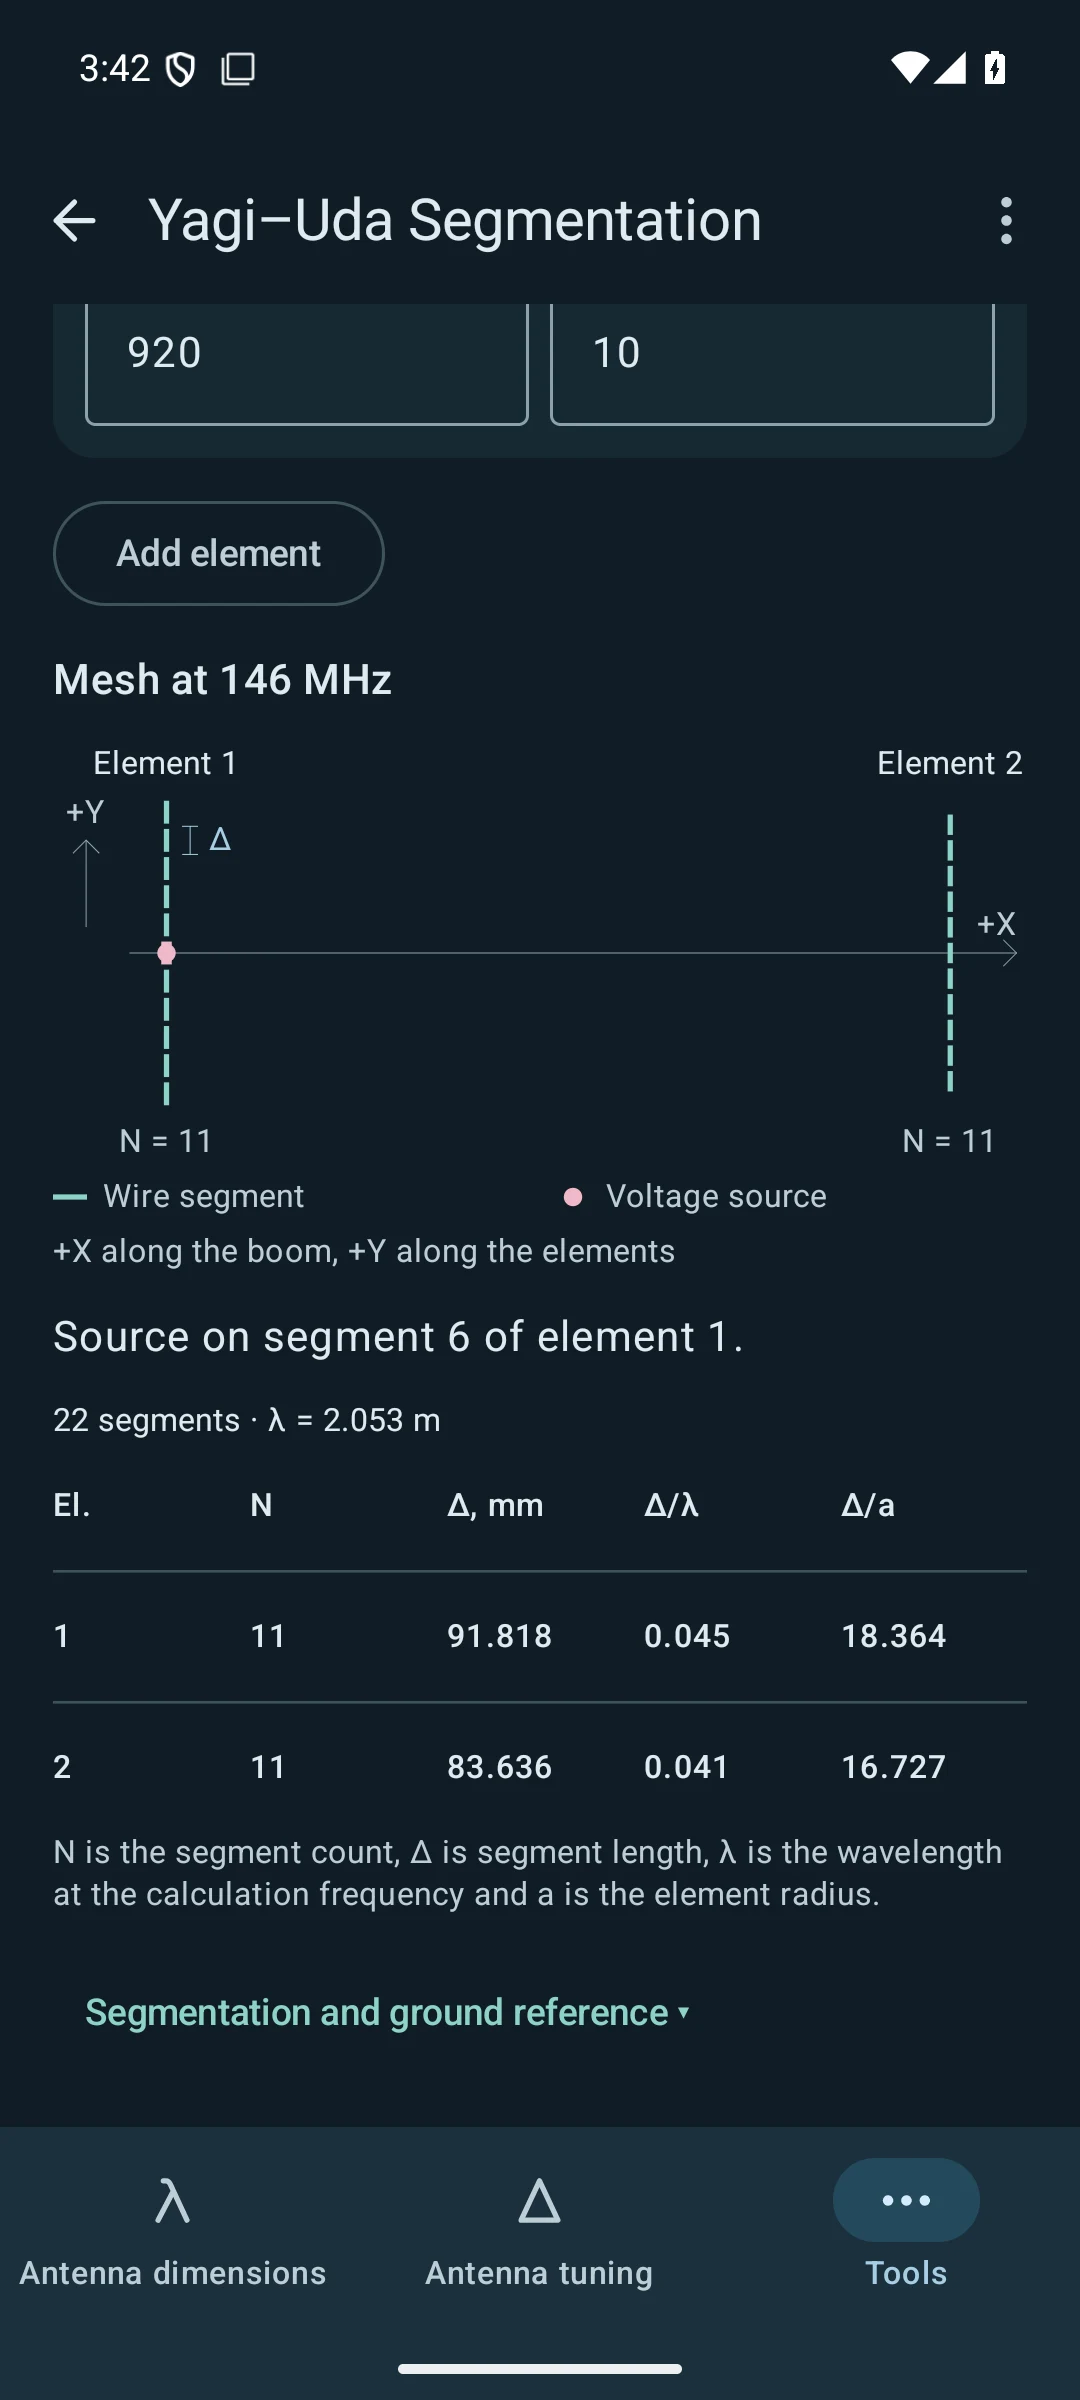 3:42
Yagi–Uda Segmentation
920
10
Add element
Mesh at 146 MHz
Element 1
Element 2
+Y
Δ
+X
N = 11
N = 11
Wire segment
Voltage source
+X along the boom, +Y along the elements
Source on segment 6 of element 1.
22 segments · λ = 2.053 m
El. N Δ, mm Δ/λ Δ/a
1 11 91.818 0.045 18.364
2 11 83.636 0.041 16.727
N is the segment count, Δ is segment length, λ is the wavelength
at the calculation frequency and a is the element radius.
Segmentation and ground reference ▾
λ
Δ
Antenna dimensions
Antenna tuning
Tools